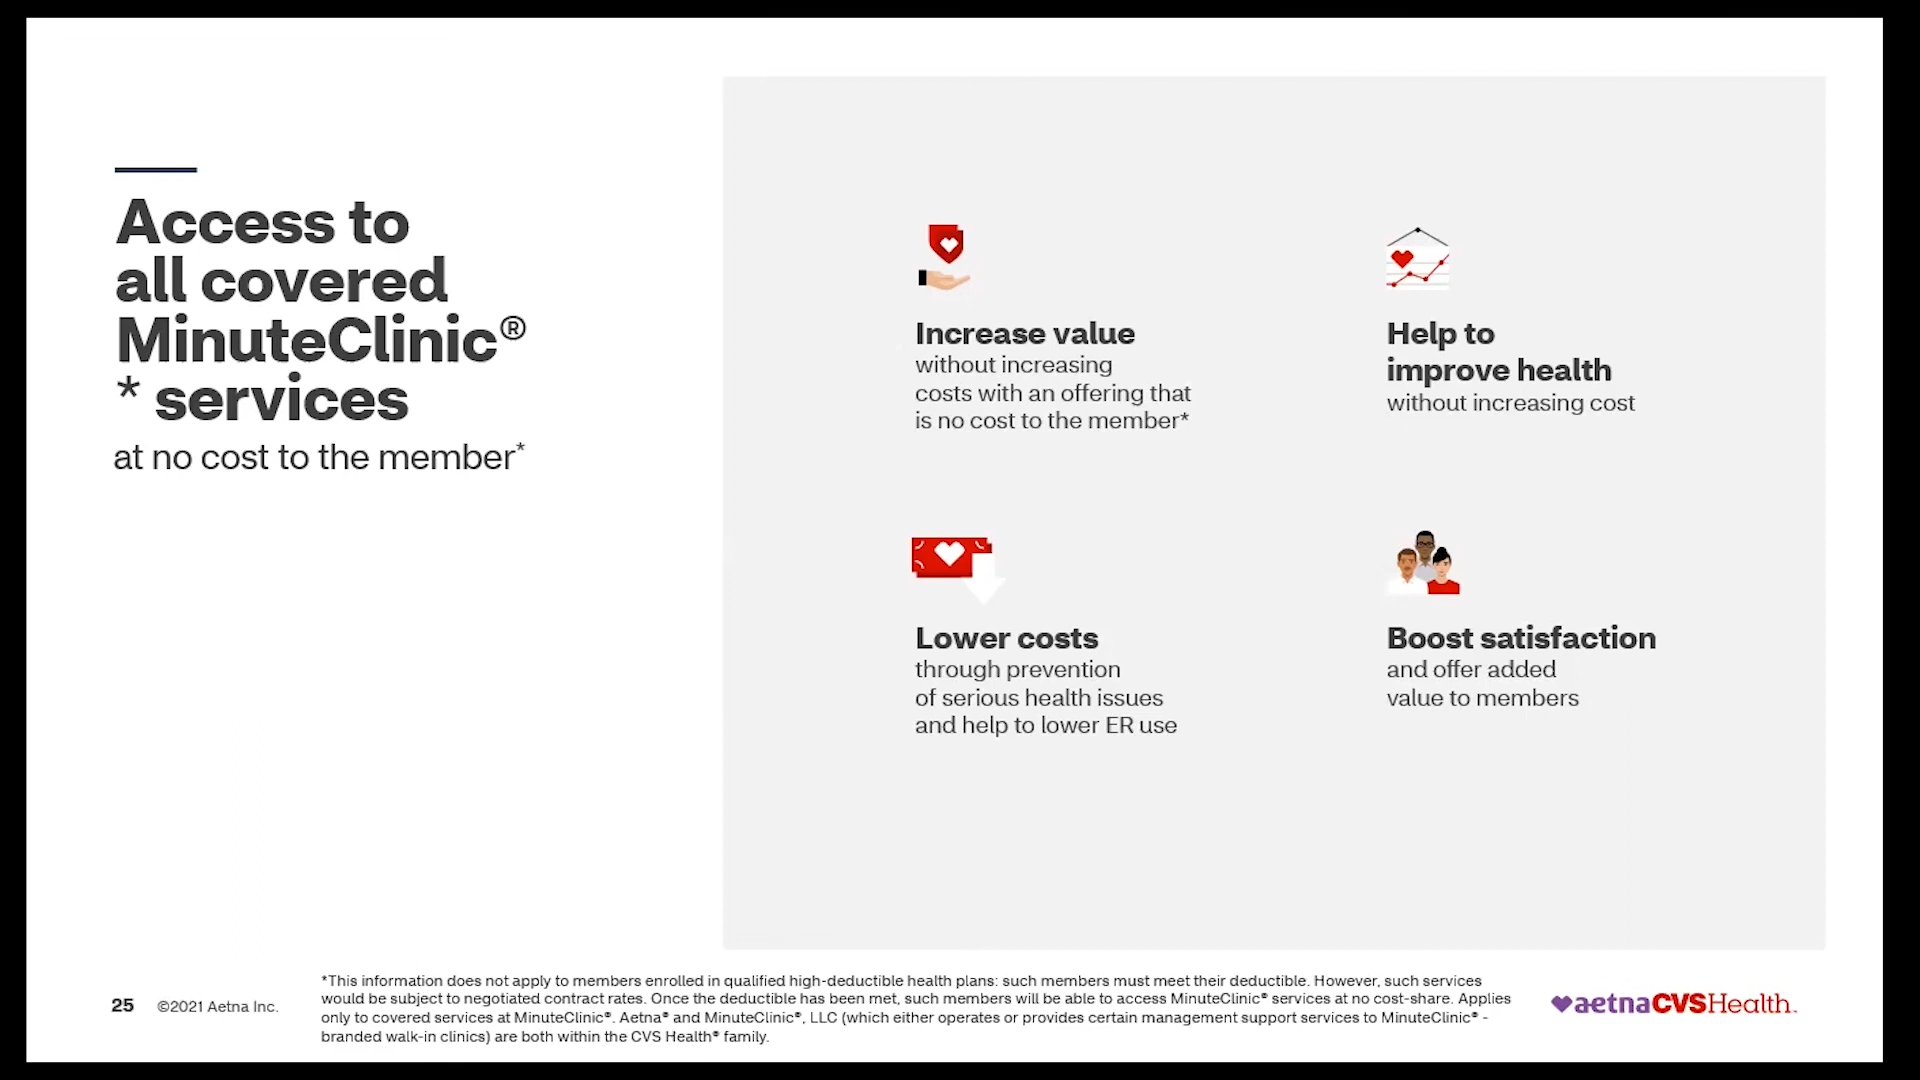 Access to
all covered
MinuteClinic®
* services
at no cost to the member*
Increase value
without increasing
costs with an offering that
is no cost to the member*
Help to
improve health
without increasing cost
Lower costs
through prevention
of serious health issues
and help to lower ER use
Boost satisfaction
and offer added
value to members
25 ©2021 Aetna Inc.
*This information does not apply to members enrolled in qualified high-deductible health plans: such members must meet their deductible. However, such services
would be subject to negotiated contract rates. Once the deductible has been met, such members will be able to access MinuteClinic® services at no cost-share. Applies
only to covered services at MinuteClinic®. Aetna® and MinuteClinic®, LLC (which either operates or provides certain management support services to MinuteClinic® -
branded walk-in clinics) are both within the CVS Health® family.
aetna CVSHealth.